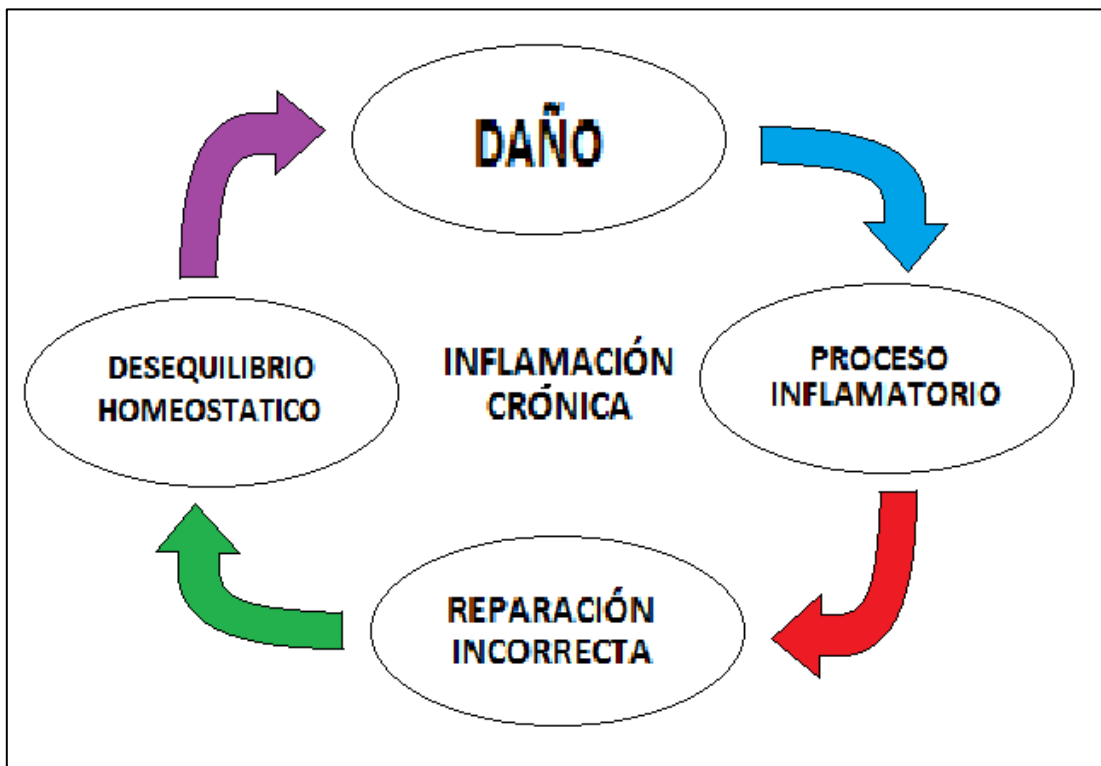 DAÑO
PROCESO
INFLAMATORIO
REPARACIÓN
INCORRECTA
DESEQUILIBRIO
HOMEOSTATICO
INFLAMACIÓN
CRÓNICA